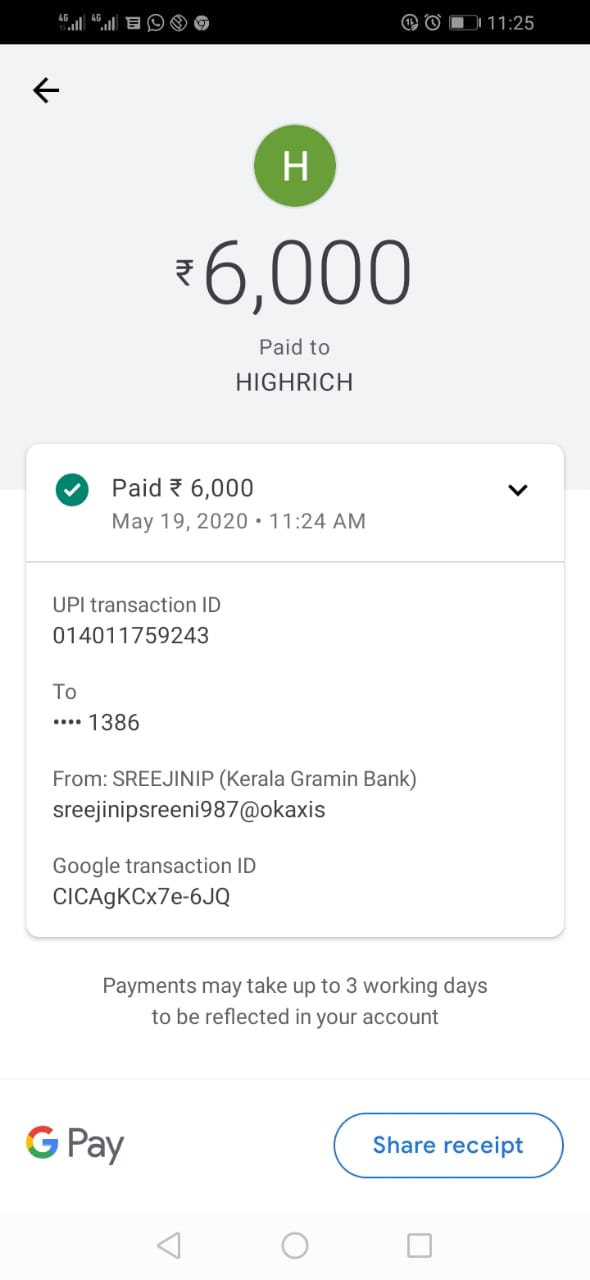 4G 4G 11:25
H
₹6,000
Paid to
HIGHRICH
Paid ₹ 6,000
May 19, 2020 • 11:24 AM
UPI transaction ID
014011759243
To
•••• 1386
From: SREEJINIP (Kerala Gramin Bank)
sreejinipsreeni987@okaxis
Google transaction ID
CICAgKCx7e-6JQ
Payments may take up to 3 working days
to be reflected in your account
G Pay
Share receipt